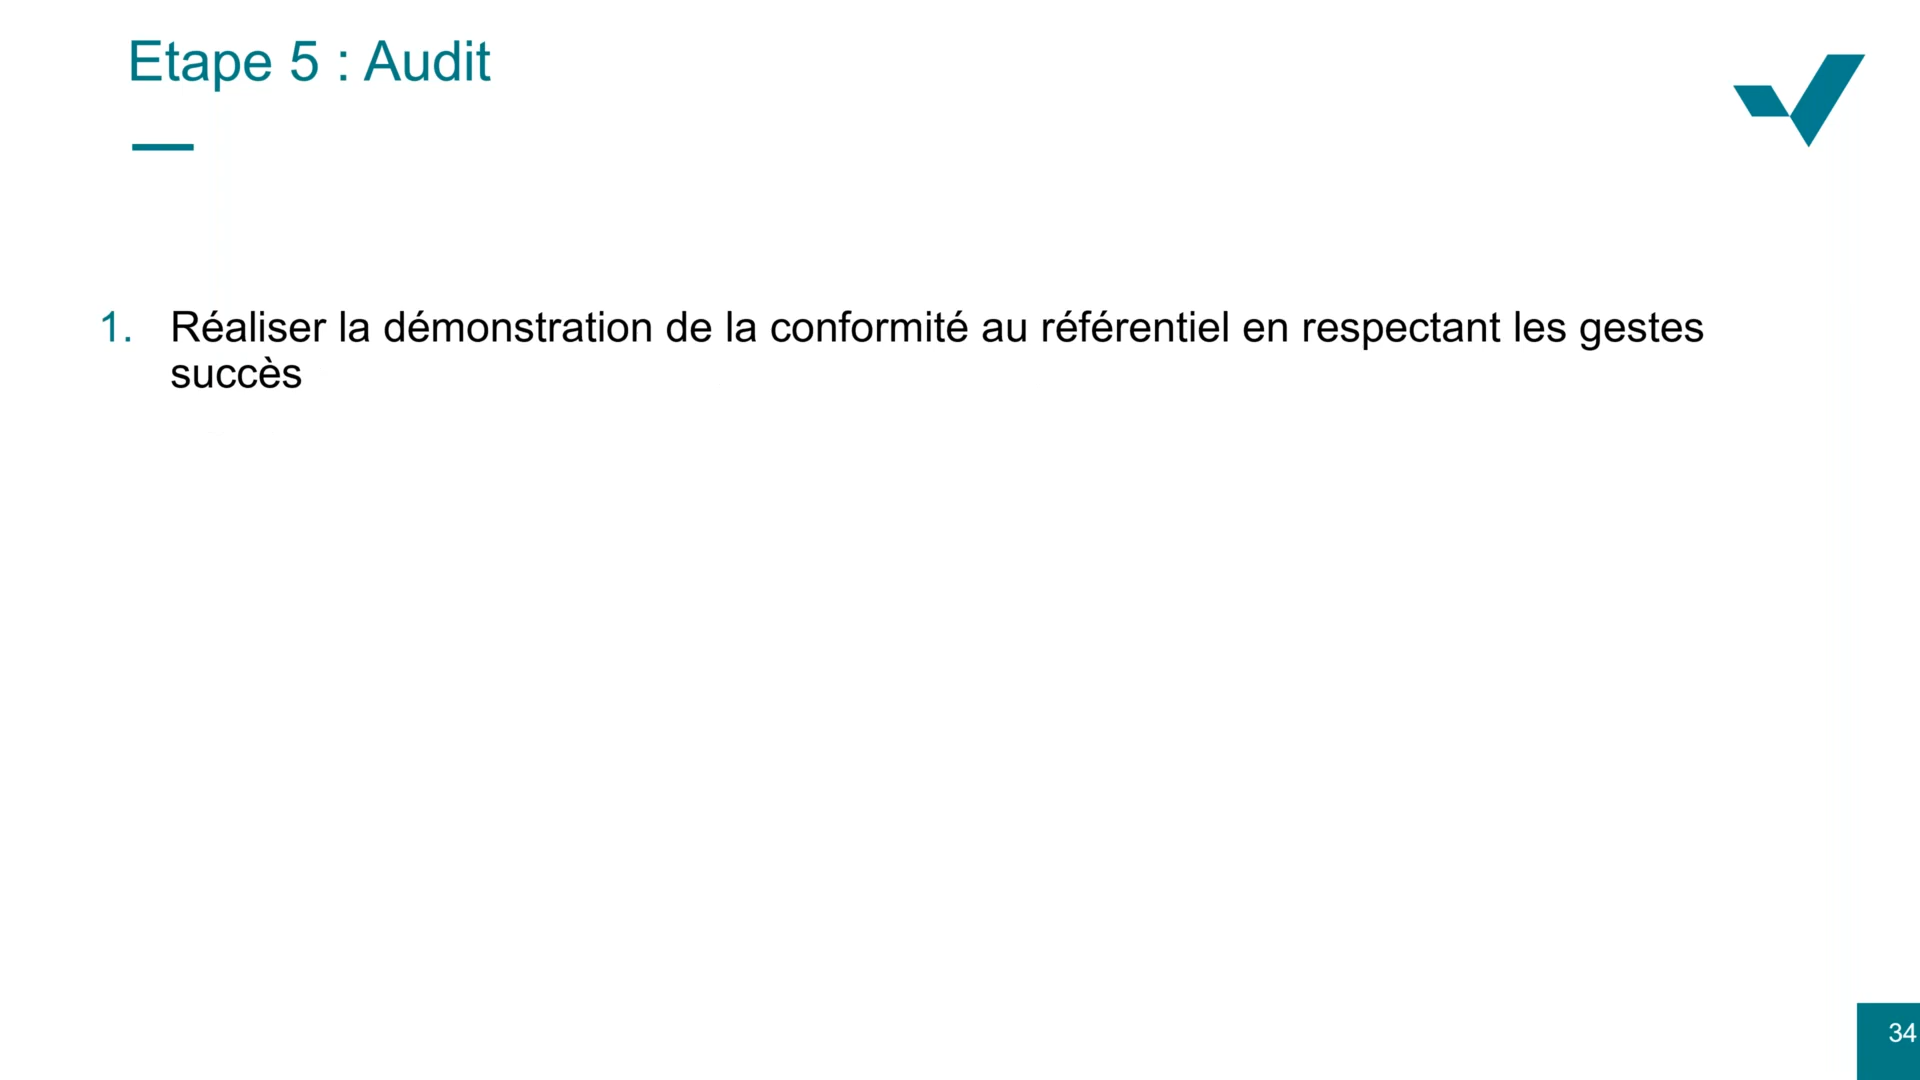 Etape 5 : Audit
1. Réaliser la démonstration de la conformité au référentiel en respectant les gestes
succès
34